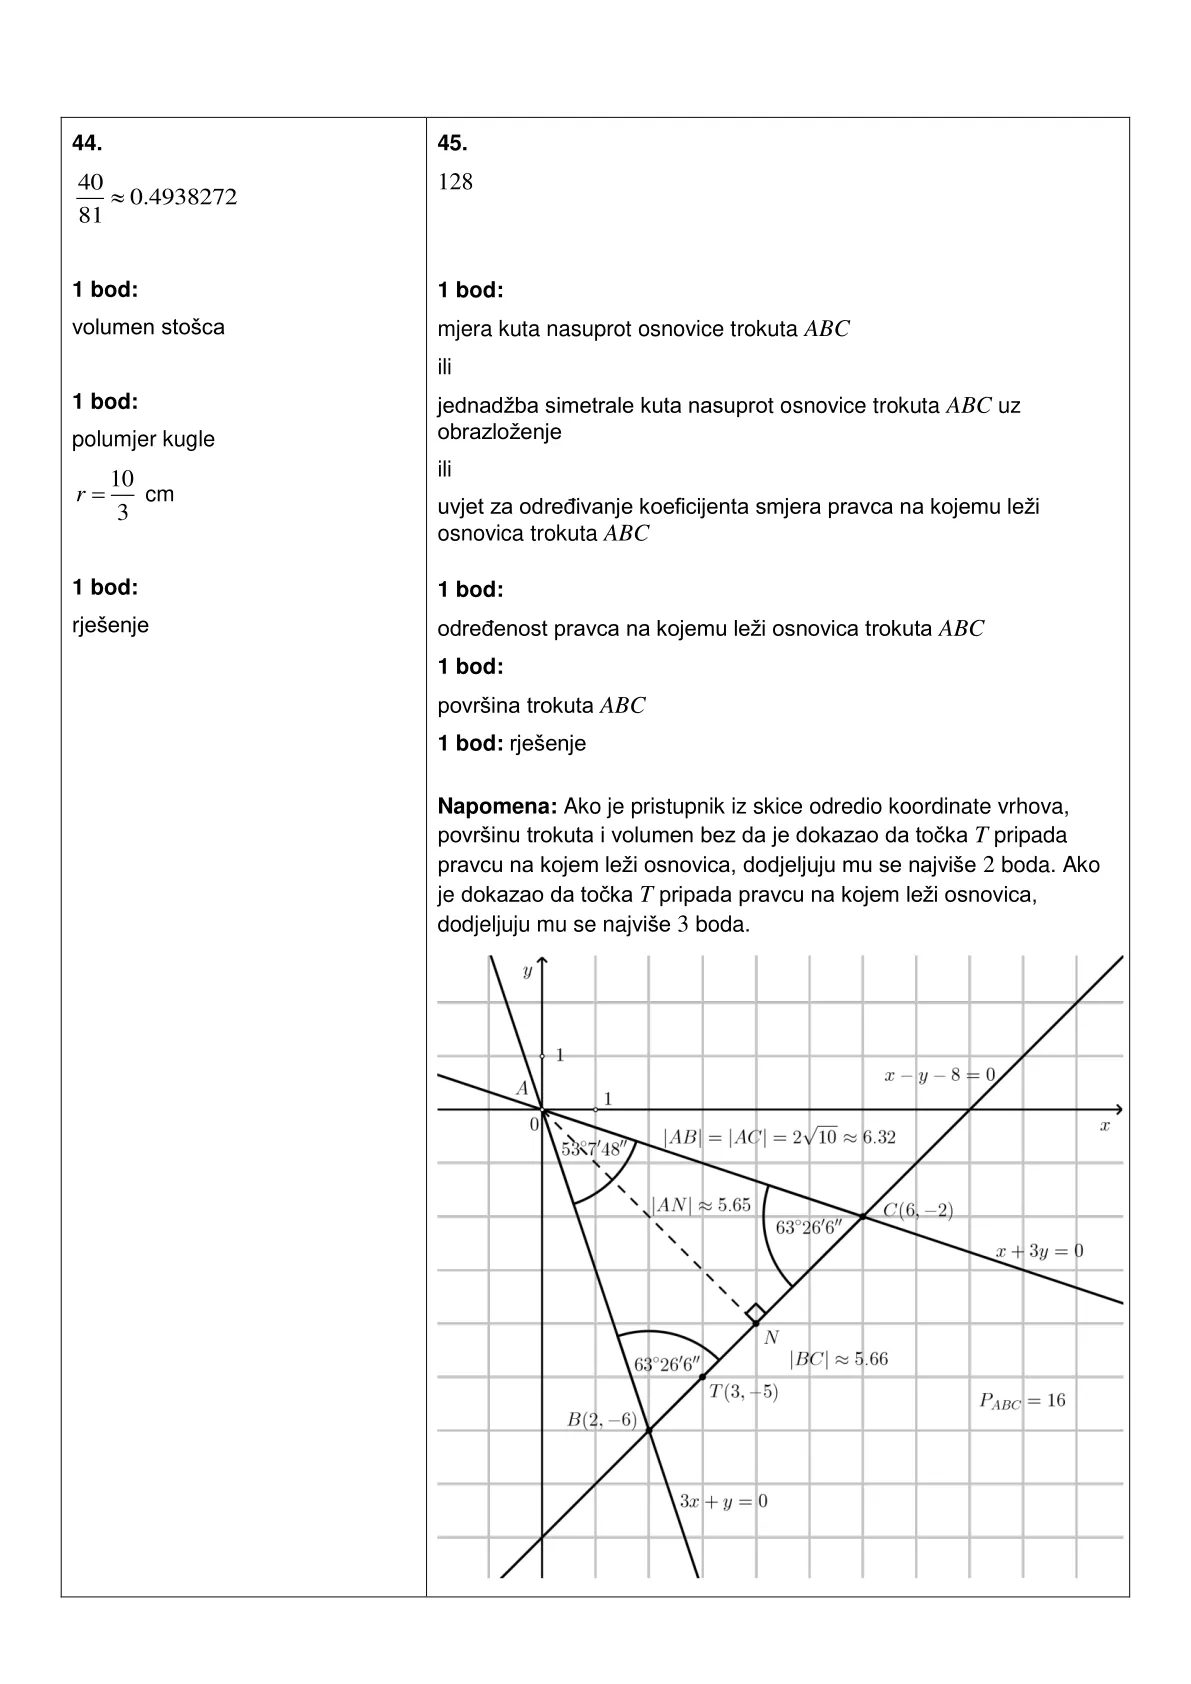 44.
40/81 ≈ 0.4938272
1 bod:
volumen stošca
1 bod:
polumjer kugle
r = 10/3 cm
1 bod:
rješenje
45.
128
1 bod:
mjera kuta nasuprot osnovice trokuta ABC
ili
jednadžba simetrale kuta nasuprot osnovice trokuta ABC uz
obrazloženje
ili
uvjet za određivanje koeficijenta smjera pravca na kojemu leži
osnovica trokuta ABC
1 bod:
određenost pravca na kojemu leži osnovica trokuta ABC
1 bod:
površina trokuta ABC
1 bod: rješenje
Napomena: Ako je pristupnik iz skice odredio koordinate vrhova,
površinu trokuta i volumen bez da je dokazao da točka T pripada
pravcu na kojem leži osnovica, dodjeljuju mu se najviše 2 boda. Ako
je dokazao da točka T pripada pravcu na kojem leži osnovica,
dodjeljuju mu se najviše 3 boda.
y
1
x − y − 8 = 0
A
1
0
x
53°7′48″
|AB| = |AC| = 2√10 ≈ 6.32
|AN| ≈ 5.65
C(6, −2)
63°26′6″
x + 3y = 0
N
63°26′6″
|BC| ≈ 5.66
T(3, −5)
P_ABC = 16
B(2, −6)
3x + y = 0